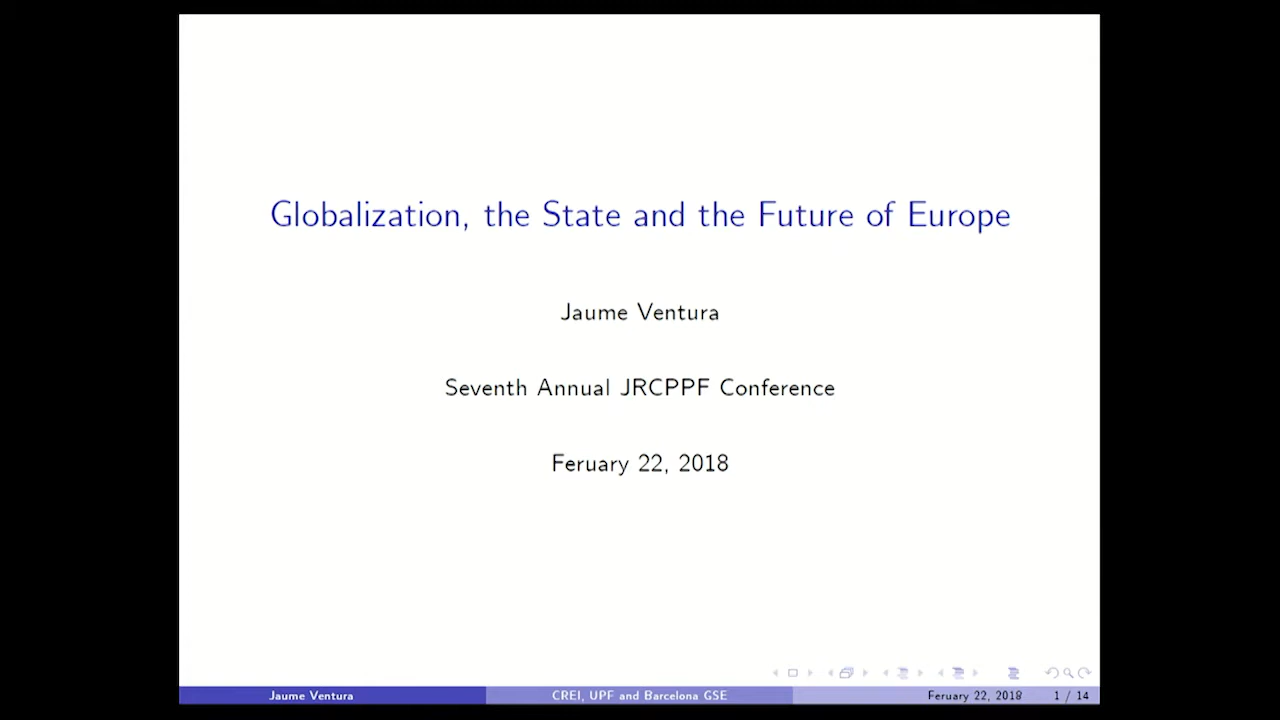 Globalization, the State and the Future of Europe
Jaume Ventura
Seventh Annual JRCPPF Conference
Feruary 22, 2018
Jaume Ventura CREI, UPF and Barcelona GSE Feruary 22, 2018 1 / 14